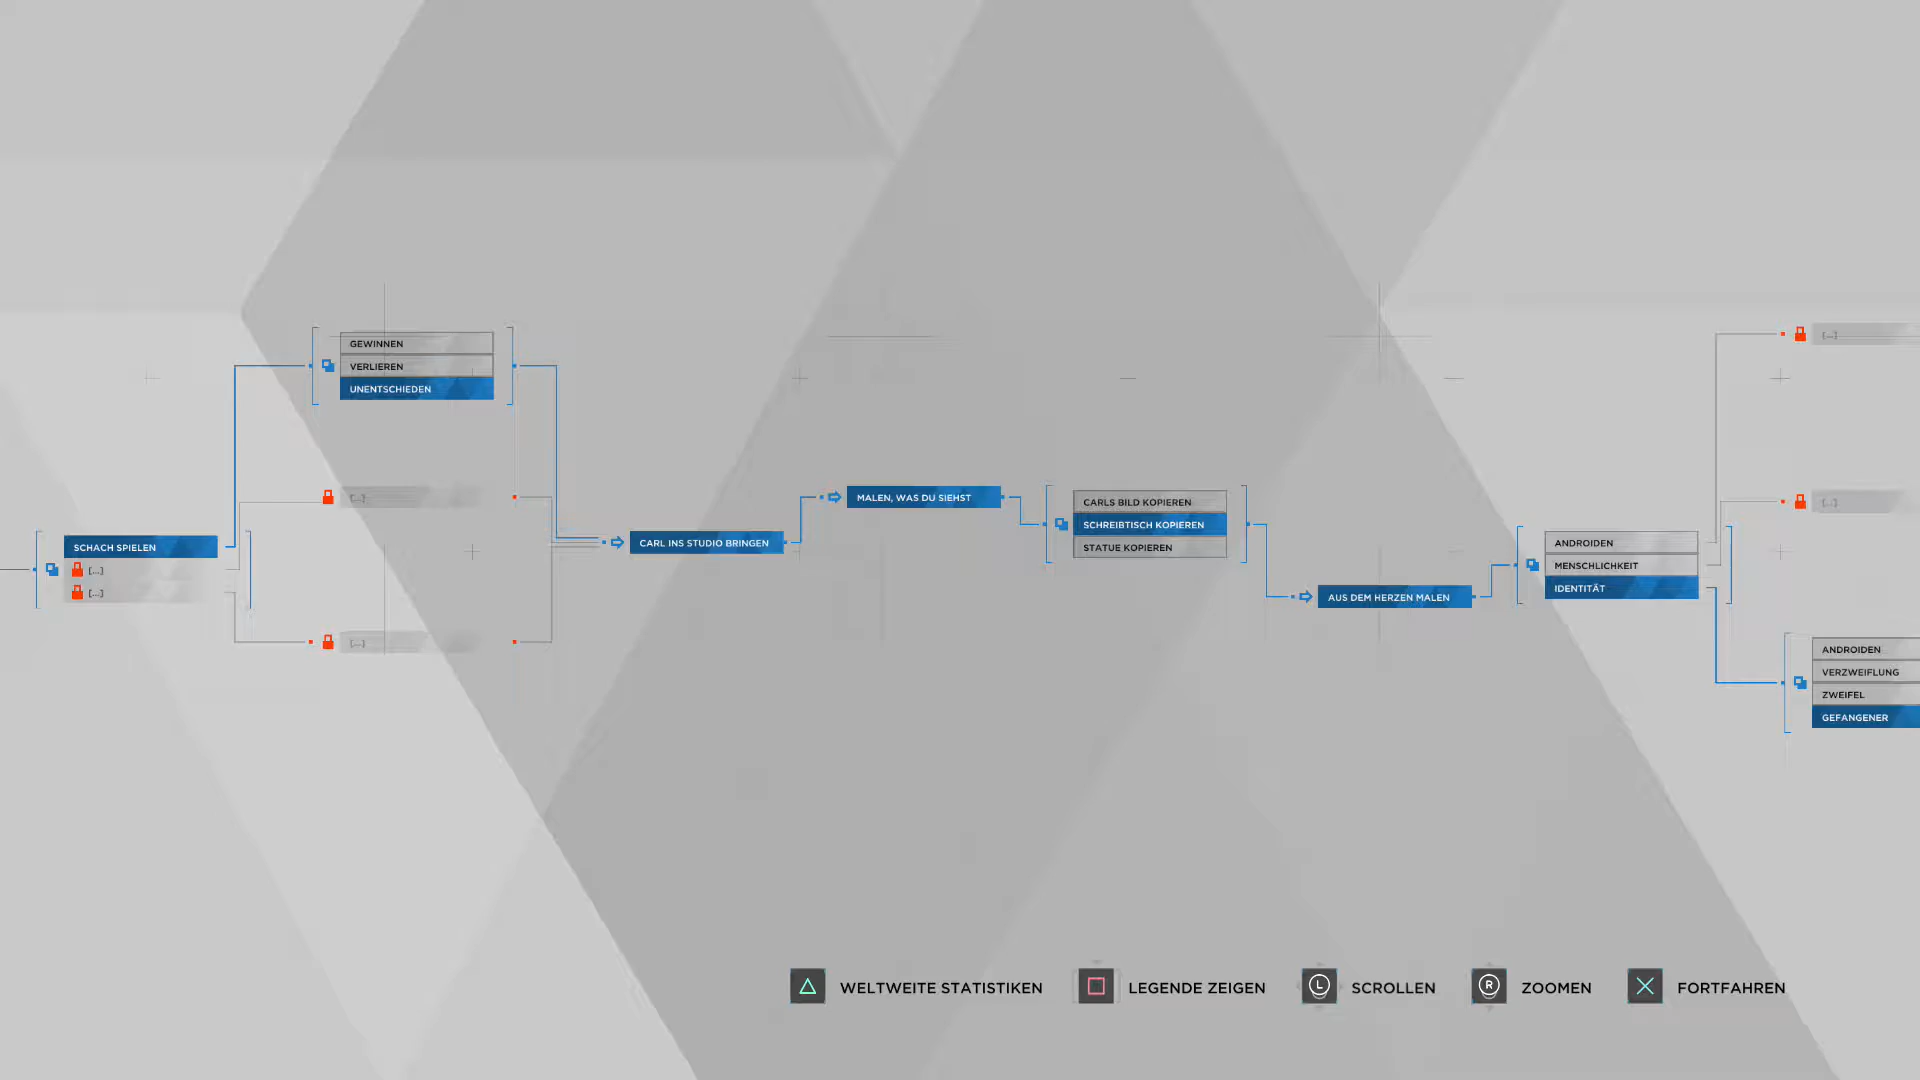 SCHACH SPIELEN
[...]
[...]
GEWINNEN
VERLIEREN
UNENTSCHIEDEN
[...]
[...]
CARL INS STUDIO BRINGEN
MALEN, WAS DU SIEHST
CARLS BILD KOPIEREN
SCHREIBTISCH KOPIEREN
STATUE KOPIEREN
AUS DEM HERZEN MALEN
ANDROIDEN
MENSCHLICHKEIT
IDENTITÄT
[...]
[...]
ANDROIDEN
VERZWEIFLUNG
ZWEIFEL
GEFANGENER
WELTWEITE STATISTIKEN
LEGENDE ZEIGEN
L SCROLLEN
R ZOOMEN
FORTFAHREN